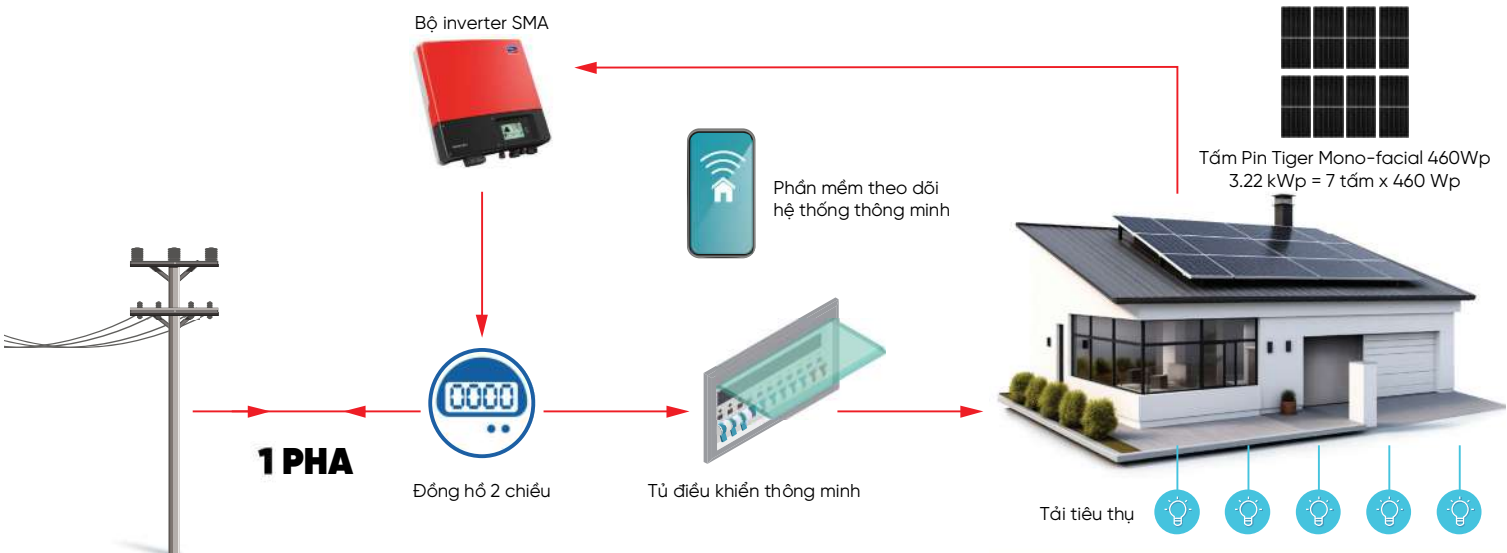 Bộ inverter SMA
Tấm Pin Tiger Mono-facial 460Wp
3.22 kWp = 7 tấm x 460 Wp
Phần mềm theo dõi
hệ thống thông minh
0000
1 PHA
Đồng hồ 2 chiều
Tủ điều khiển thông minh
Tải tiêu thụ